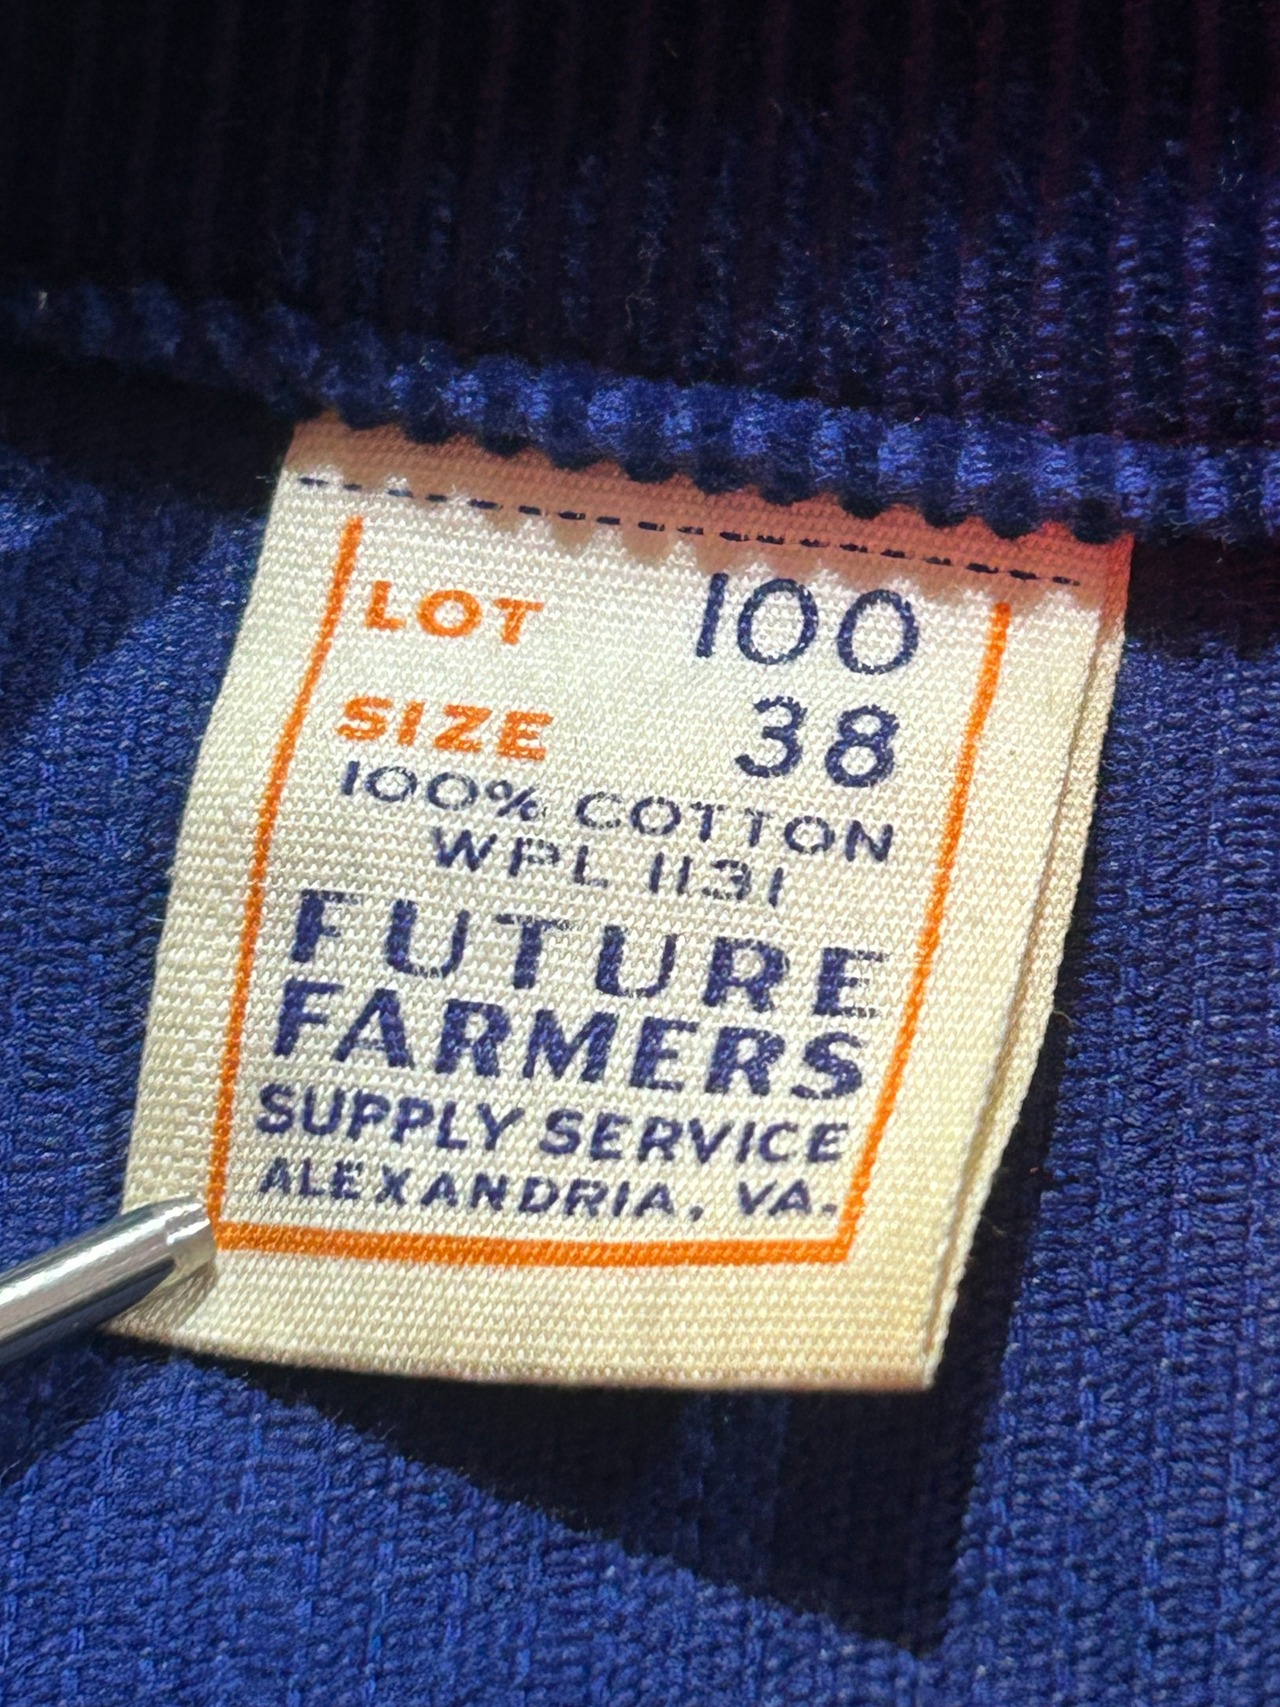 LOT 100
SIZE 38
100% COTTON
WPL 1131
FUTURE
FARMERS
SUPPLY SERVICE
ALEXANDRIA, VA.